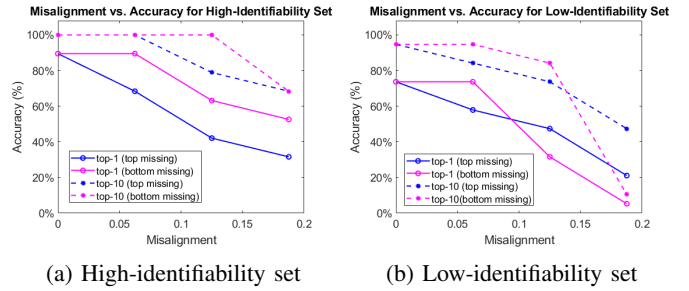 Misalignment vs. Accuracy for High-Identifiability Set
100%
80%
60%
40%
20%
0%
Accuracy (%)
top-1 (top missing)
top-1 (bottom missing)
top-10 (top missing)
top-10 (bottom missing)
0
0.05
0.1
0.15
0.2
Misalignment
(a) High-identifiability set
Misalignment vs. Accuracy for Low-Identifiability Set
100%
80%
60%
40%
20%
0%
Accuracy (%)
top-1 (top missing)
top-1 (bottom missing)
top-10 (top missing)
top-10(bottom missing)
0
0.05
0.1
0.15
0.2
Misalignment
(b) Low-identifiability set